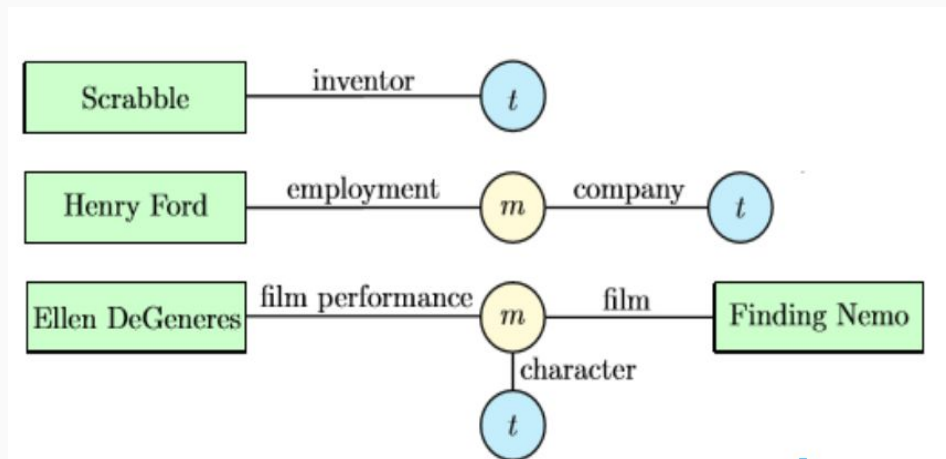 Scrabble inventor t
Henry Ford employment m company t
Ellen DeGeneres film performance m film Finding Nemo
character
t